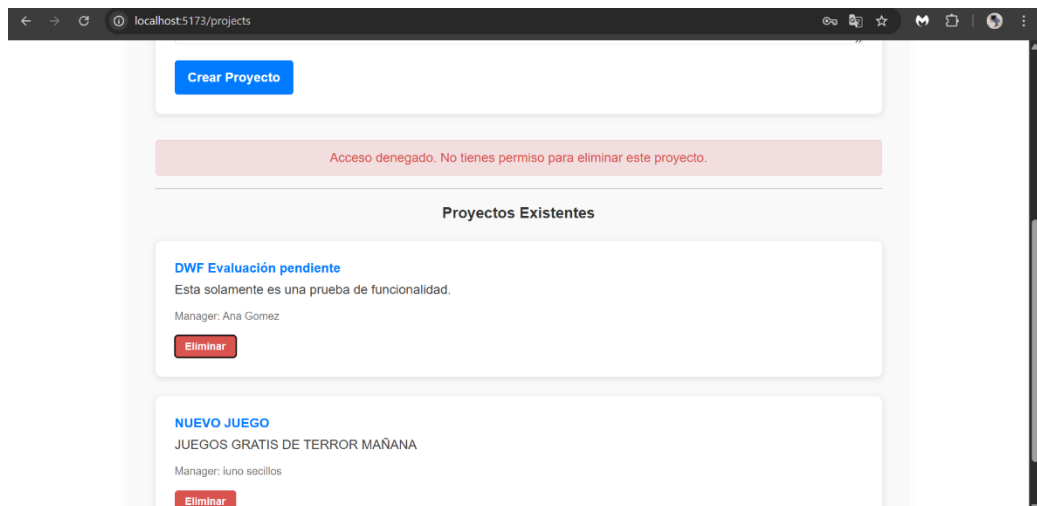 localhost:5173/projects
Crear Proyecto
Acceso denegado. No tienes permiso para eliminar este proyecto.
Proyectos Existentes
DWF Evaluación pendiente
Esta solamente es una prueba de funcionalidad.
Manager: Ana Gomez
Eliminar
NUEVO JUEGO
JUEGOS GRATIS DE TERROR MAÑANA
Manager: iuno secillos
Eliminar